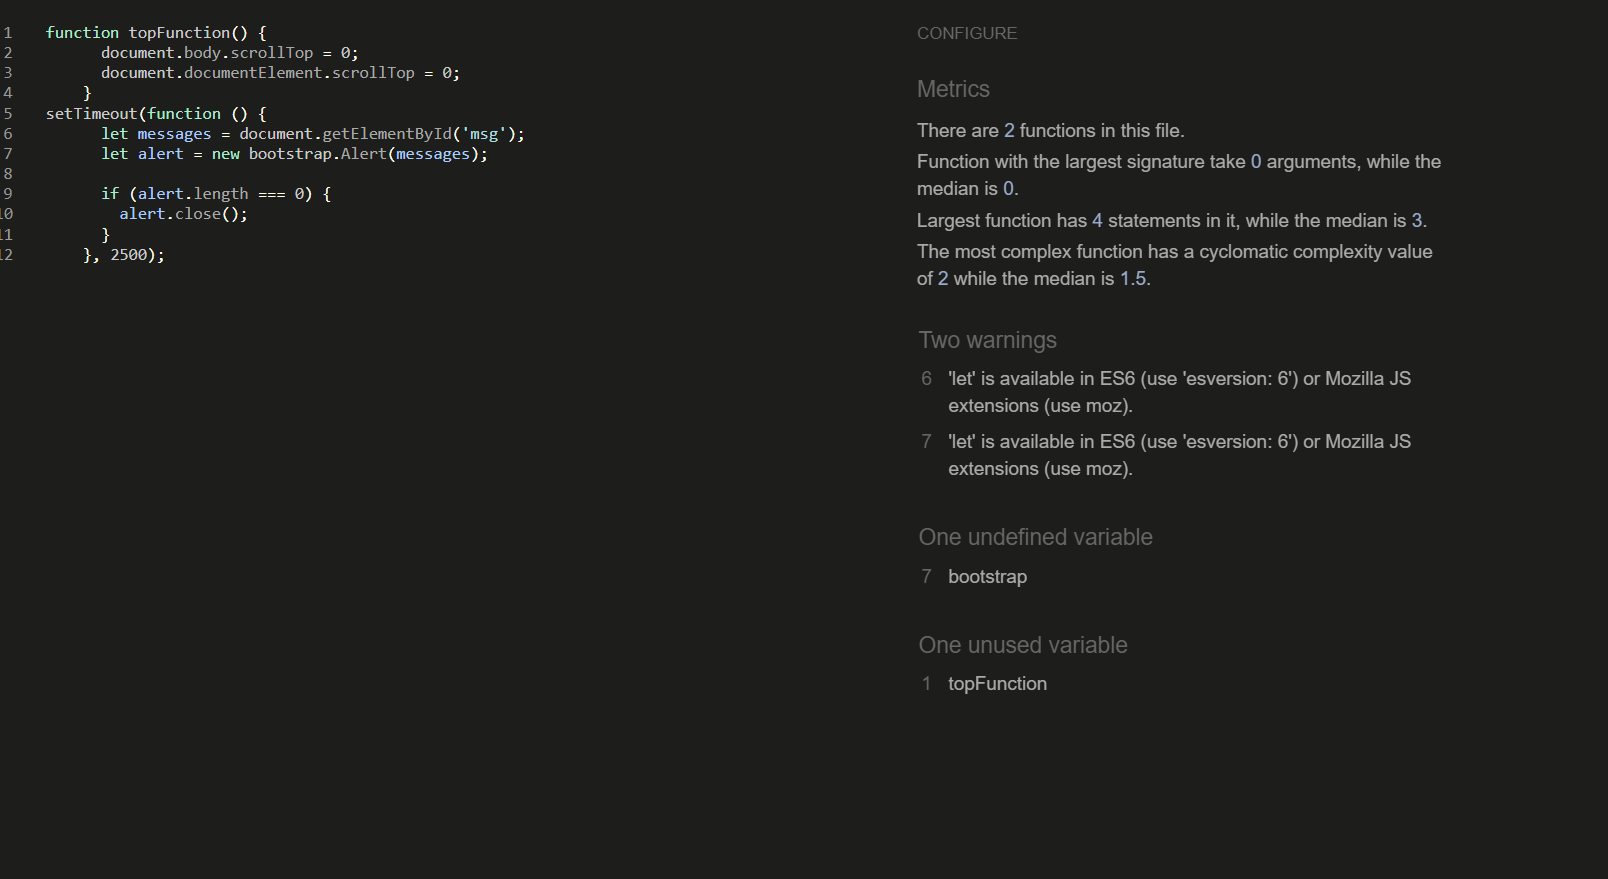 1 function topFunction() {
2 document.body.scrollTop = 0;
3 document.documentElement.scrollTop = 0;
4 }
5 setTimeout(function () {
6 let messages = document.getElementById('msg');
7 let alert = new bootstrap.Alert(messages);
8
9 if (alert.length === 0) {
10 alert.close();
11 }
12 }, 2500);
CONFIGURE
Metrics
There are 2 functions in this file.
Function with the largest signature take 0 arguments, while the
median is 0.
Largest function has 4 statements in it, while the median is 3.
The most complex function has a cyclomatic complexity value
of 2 while the median is 1.5.
Two warnings
6 'let' is available in ES6 (use 'esversion: 6') or Mozilla JS
extensions (use moz).
7 'let' is available in ES6 (use 'esversion: 6') or Mozilla JS
extensions (use moz).
One undefined variable
7 bootstrap
One unused variable
1 topFunction